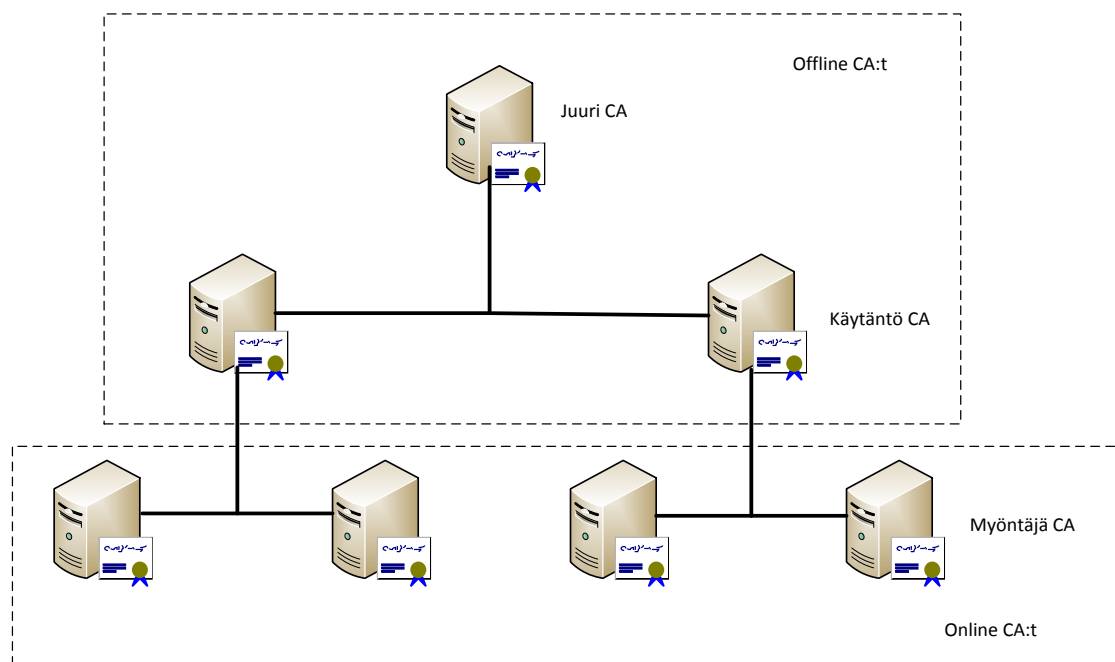 Offline CA:t
Juuri CA
Käytäntö CA
Myöntäjä CA
Online CA:t